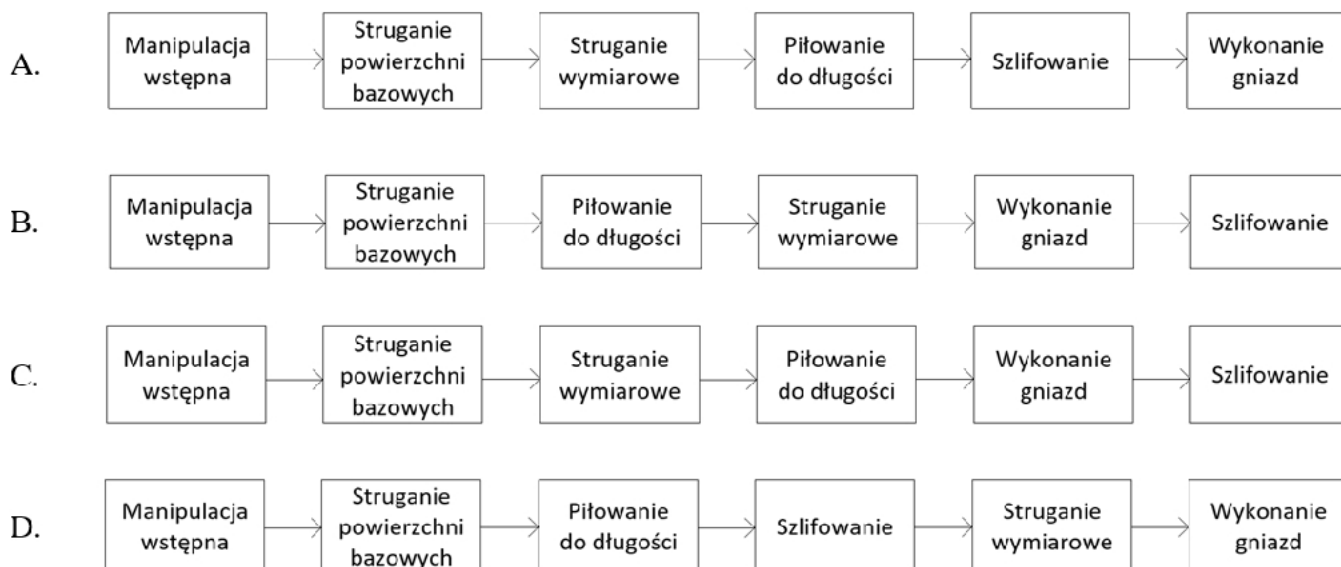 A.
Manipulacja
wstępna
Struganie
powierzchni
bazowych
Struganie
wymiarowe
Piłowanie
do długości
Szlifowanie
Wykonanie
gniazd
B.
Manipulacja
wstępna
Struganie
powierzchni
bazowych
Piłowanie
do długości
Struganie
wymiarowe
Wykonanie
gniazd
Szlifowanie
C.
Manipulacja
wstępna
Struganie
powierzchni
bazowych
Struganie
wymiarowe
Piłowanie
do długości
Wykonanie
gniazd
Szlifowanie
D.
Manipulacja
wstępna
Struganie
powierzchni
bazowych
Piłowanie
do długości
Szlifowanie
Struganie
wymiarowe
Wykonanie
gniazd